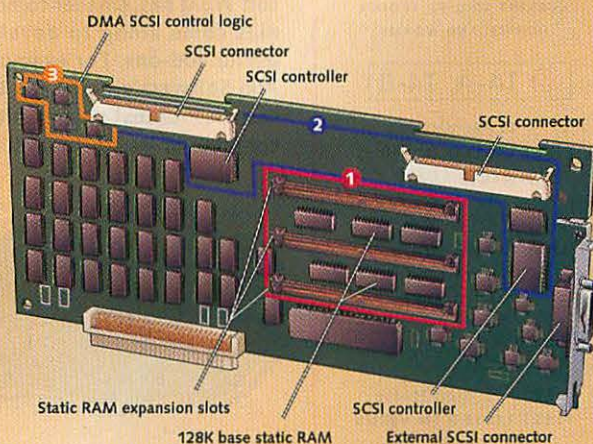 DMA SCSI control logic
SCSI connector
SCSI controller
3
2
SCSI connector
1
Static RAM expansion slots
128K base static RAM
SCSI controller
External SCSI connector